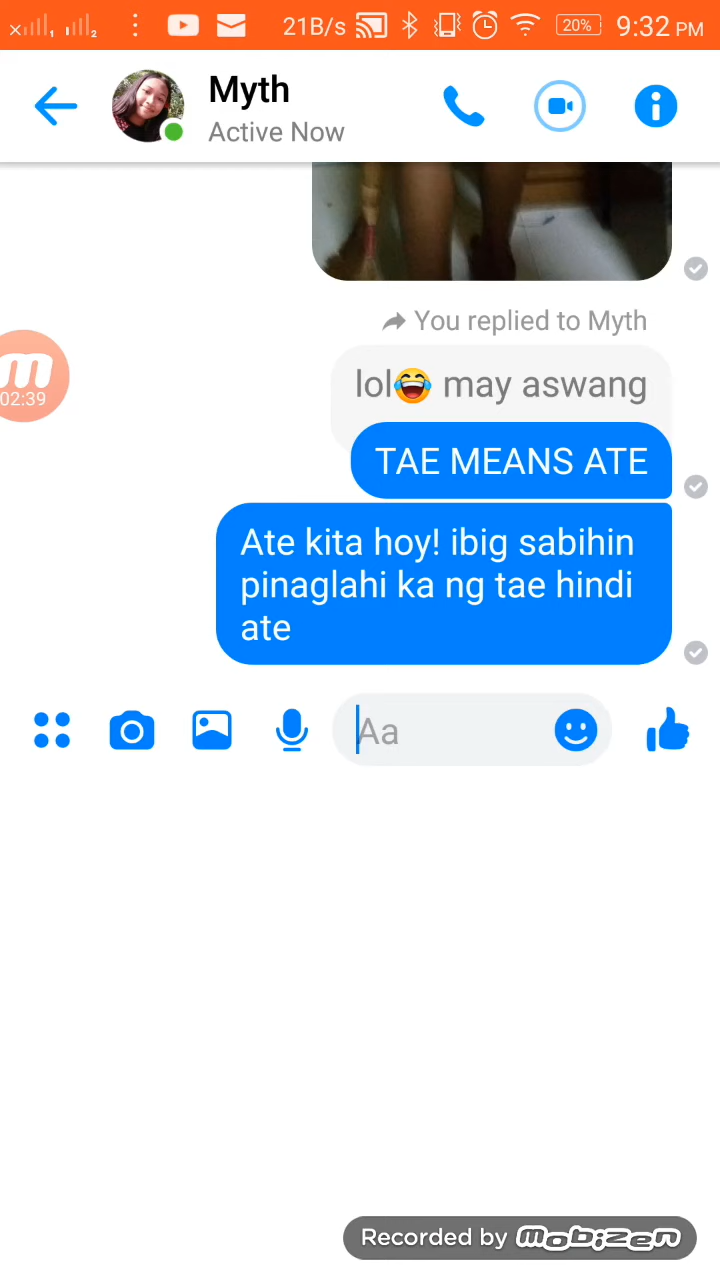 21B/s 20% 9:32 PM
Myth
Active Now
You replied to Myth
lol😂 may aswang
TAE MEANS ATE
Ate kita hoy! ibig sabihin
pinaglahi ka ng tae hindi
ate
m
02:39
Aa
Recorded by mobizen